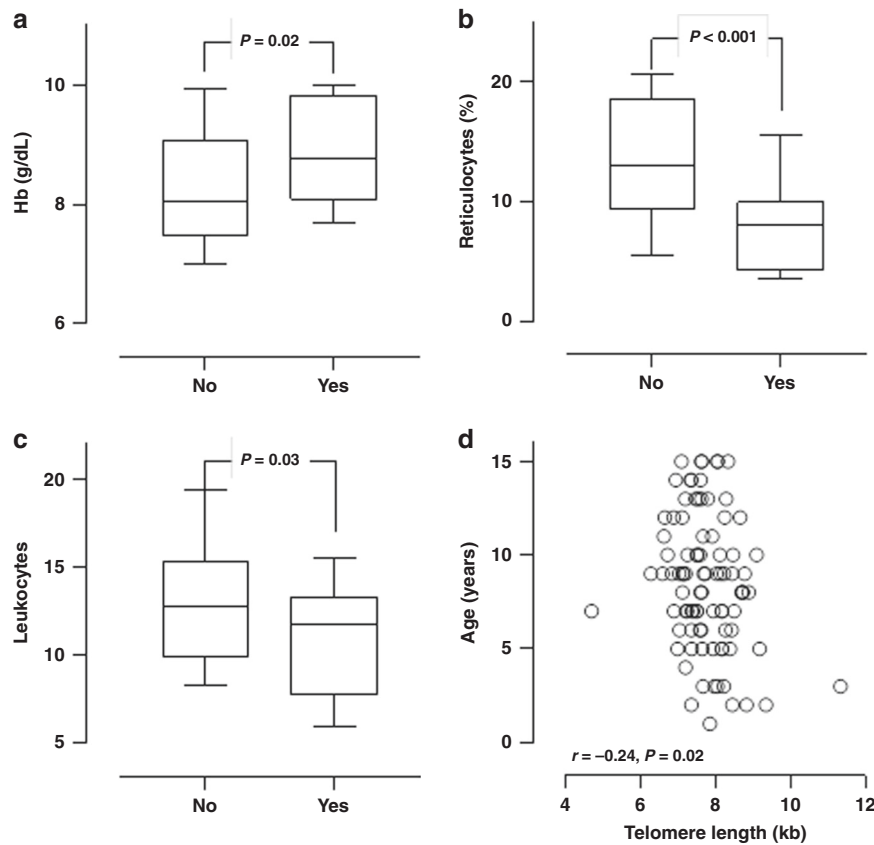 a
P = 0.02
10
8
6
Hb (g/dL)
No Yes
b
P < 0.001
20
10
0
Reticulocytes (%)
No Yes
c
P = 0.03
20
15
10
5
Leukocytes
No Yes
d
15
10
5
0
Age (years)
r = –0.24, P = 0.02
4 6 8 10 12
Telomere length (kb)